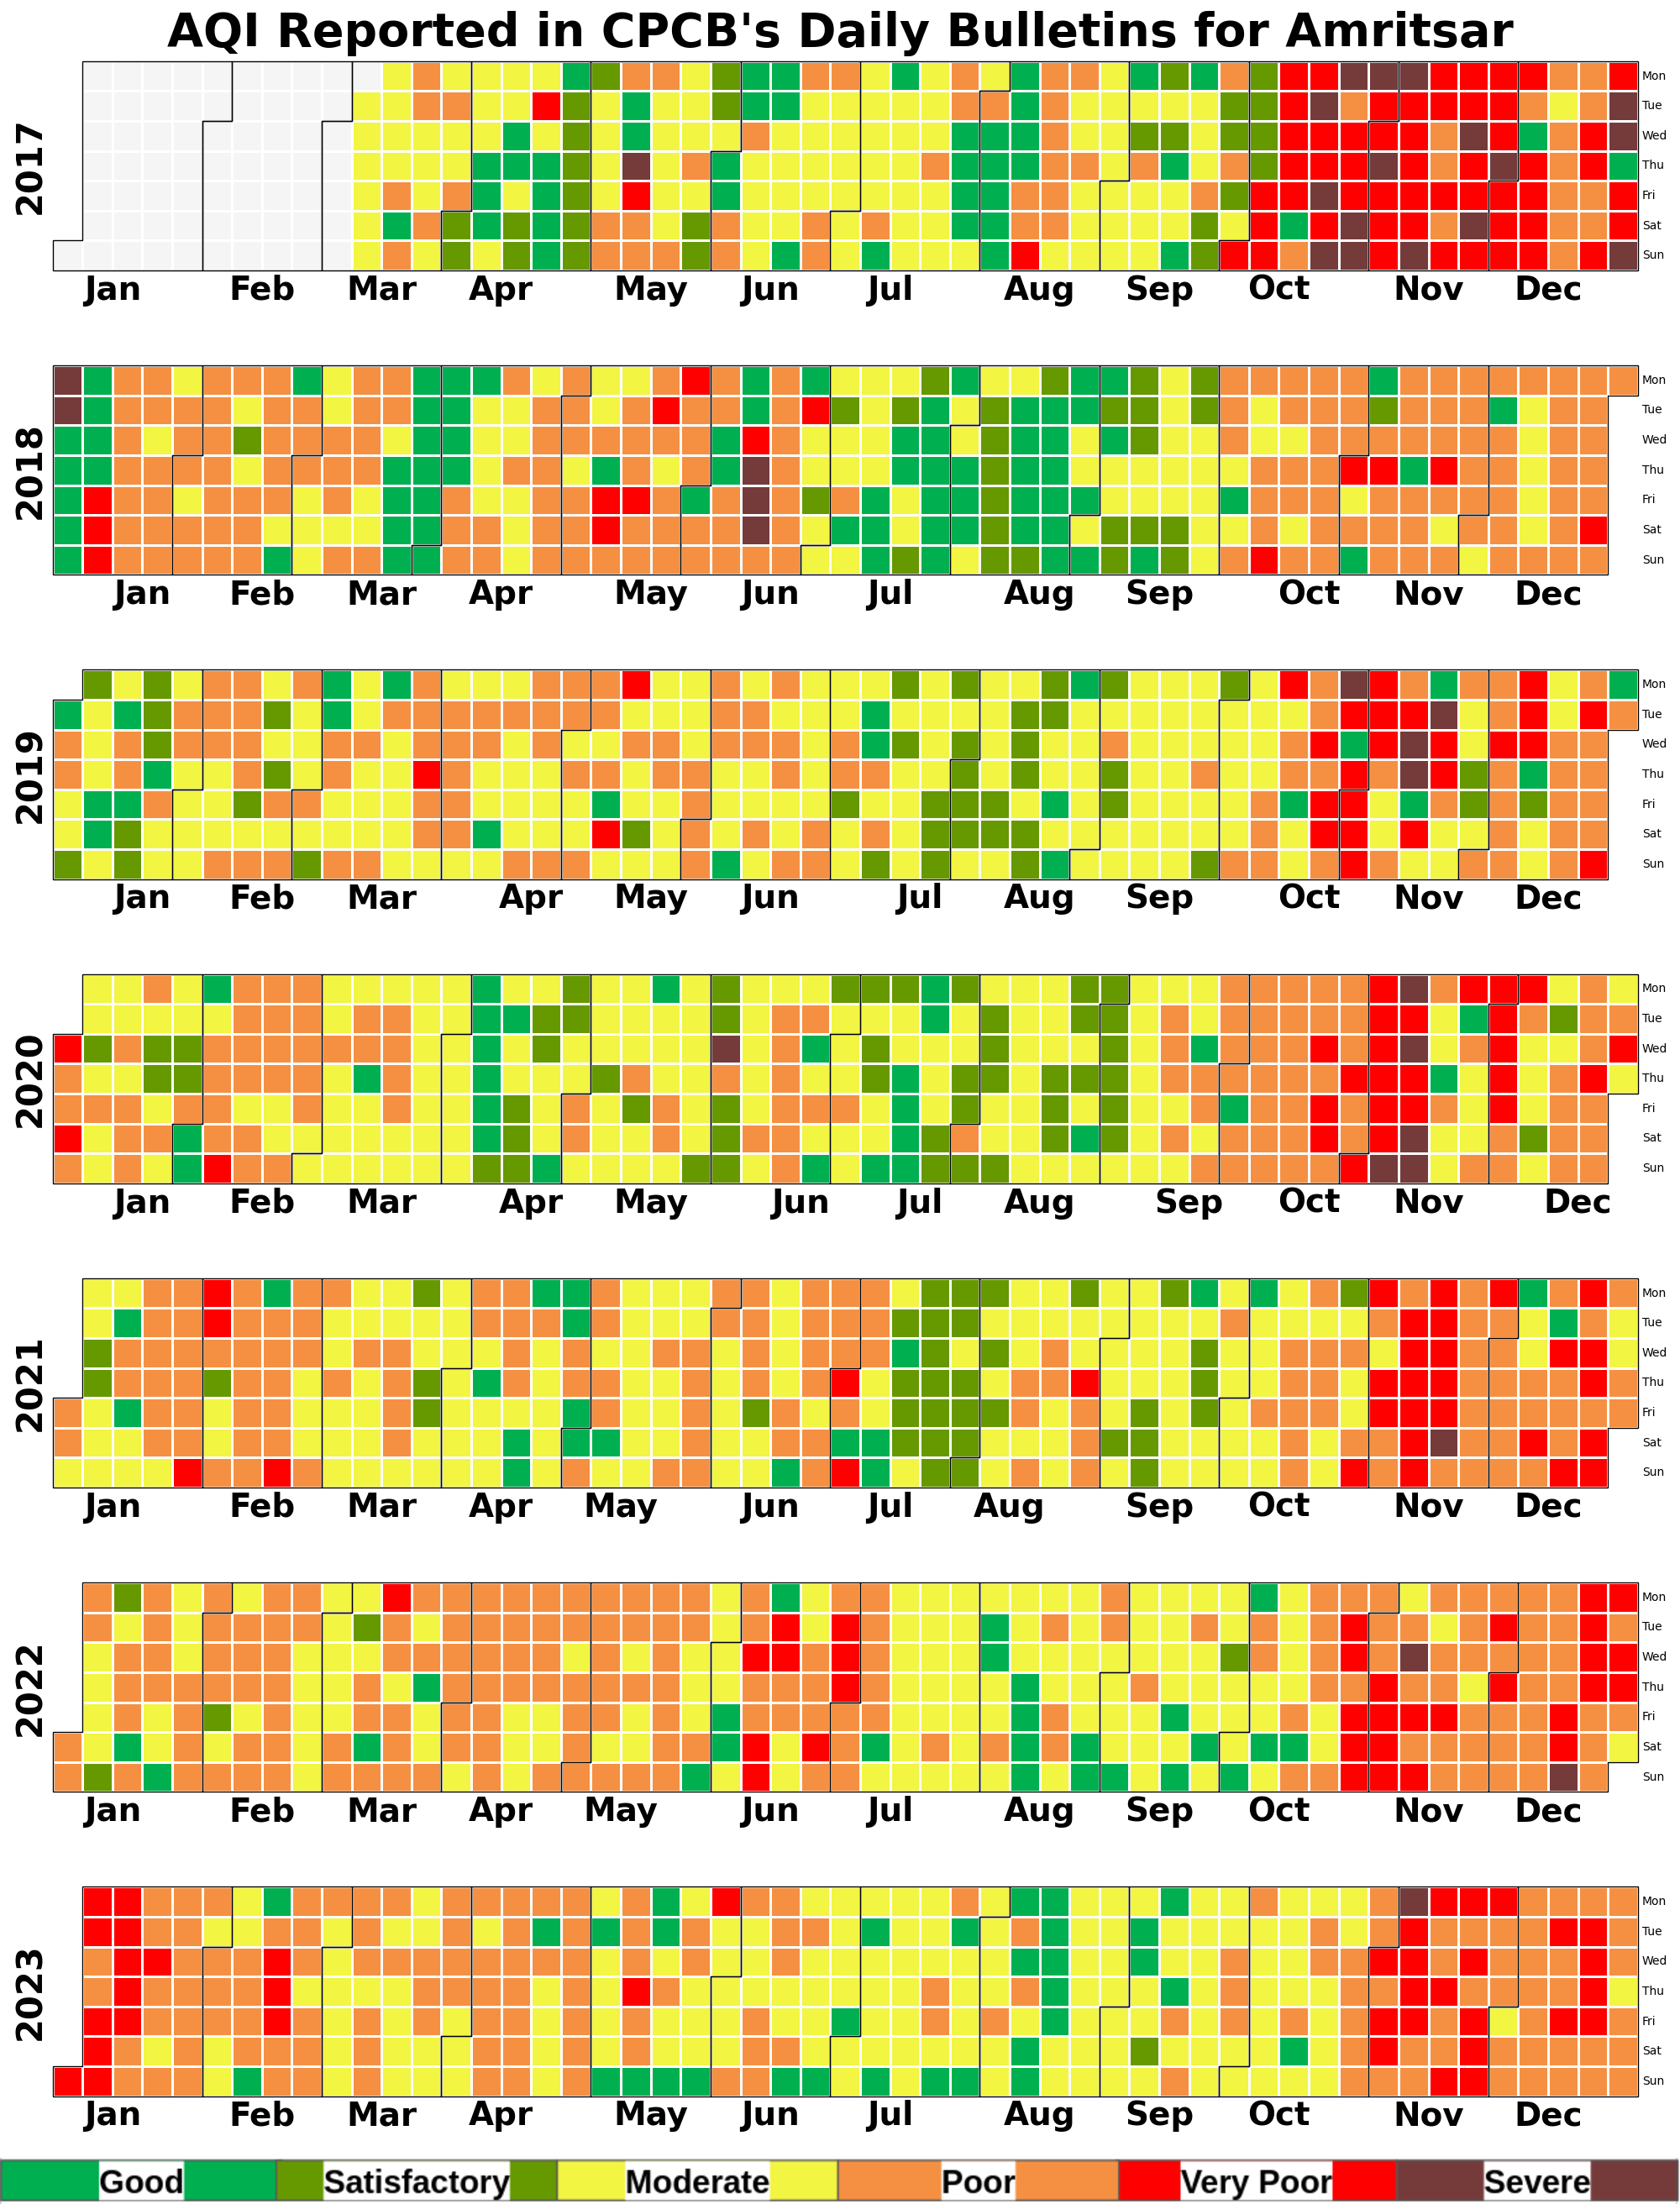 AQI Reported in CPCB's Daily Bulletins for Amritsar
2017
Mon
Tue
Wed
Thu
Fri
Sat
Sun
Jan Feb Mar Apr May Jun Jul Aug Sep Oct Nov Dec
2018
Mon
Tue
Wed
Thu
Fri
Sat
Sun
Jan Feb Mar Apr May Jun Jul Aug Sep Oct Nov Dec
2019
Mon
Tue
Wed
Thu
Fri
Sat
Sun
Jan Feb Mar Apr May Jun Jul Aug Sep Oct Nov Dec
2020
Mon
Tue
Wed
Thu
Fri
Sat
Sun
Jan Feb Mar Apr May Jun Jul Aug Sep Oct Nov Dec
2021
Mon
Tue
Wed
Thu
Fri
Sat
Sun
Jan Feb Mar Apr May Jun Jul Aug Sep Oct Nov Dec
2022
Mon
Tue
Wed
Thu
Fri
Sat
Sun
Jan Feb Mar Apr May Jun Jul Aug Sep Oct Nov Dec
2023
Mon
Tue
Wed
Thu
Fri
Sat
Sun
Jan Feb Mar Apr May Jun Jul Aug Sep Oct Nov Dec
Good Satisfactory Moderate Poor Very Poor Severe